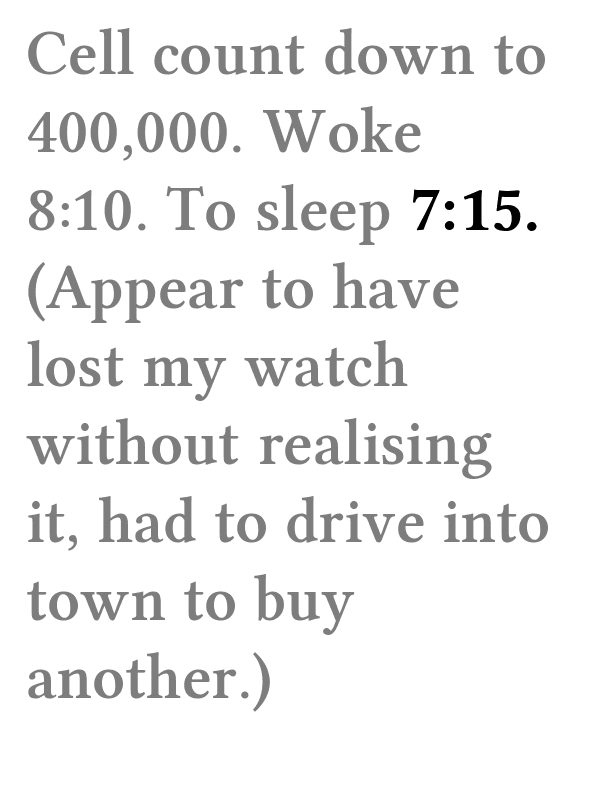 Cell count down to
400,000. Woke
8:10. To sleep 7:15.
(Appear to have
lost my watch
without realising
it, had to drive into
town to buy
another.)